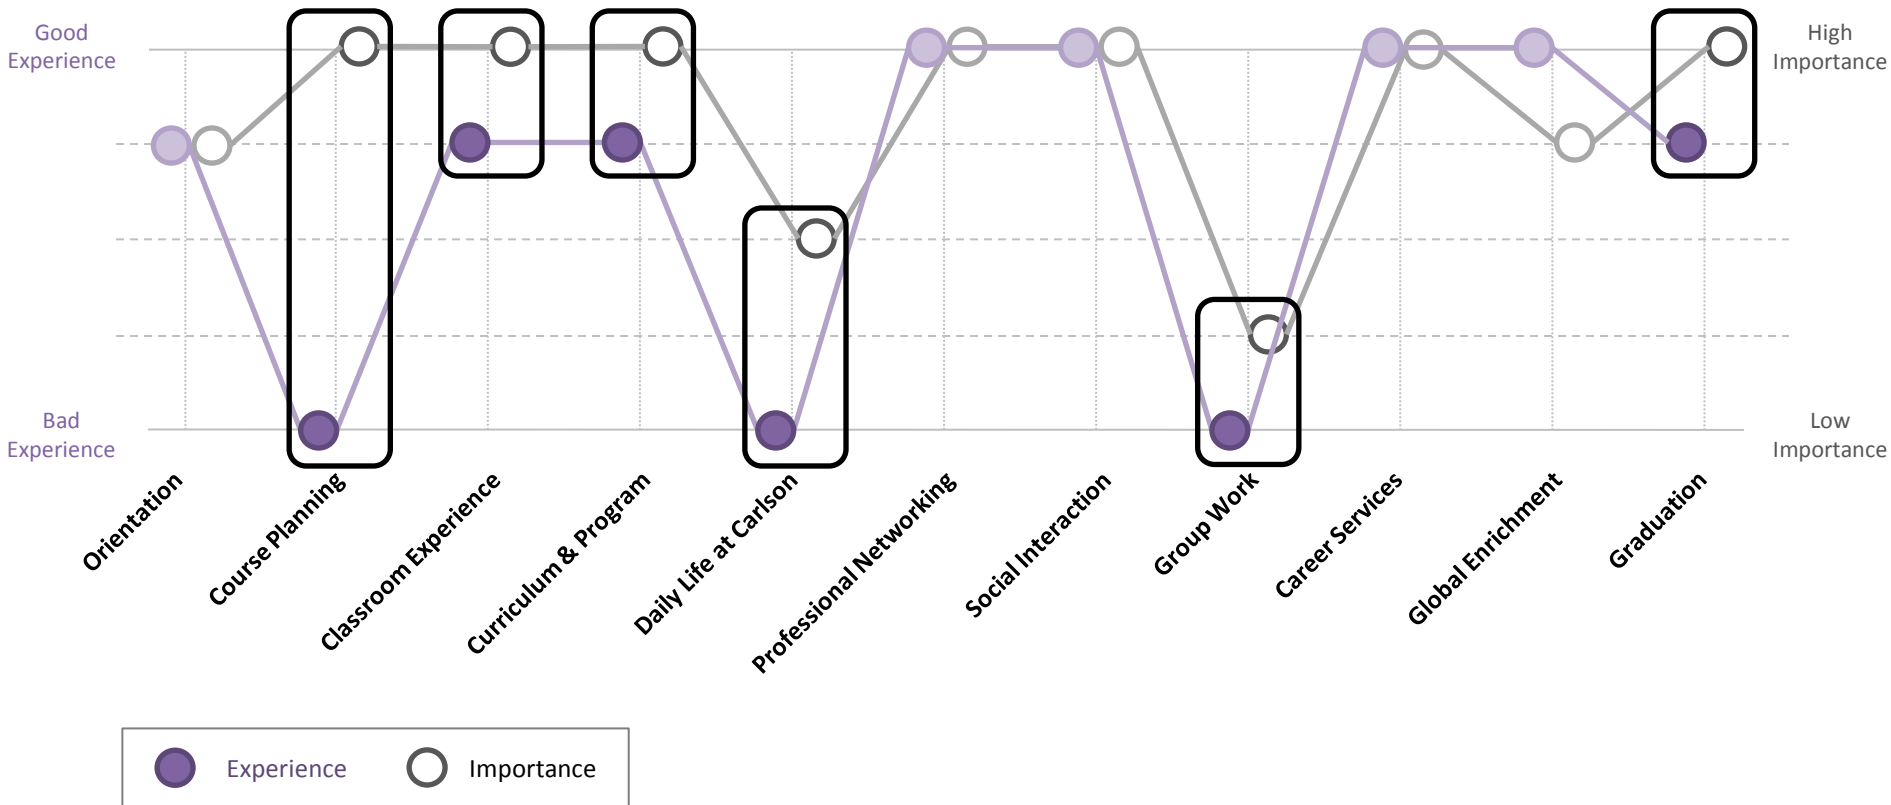 Good
Experience
High
Importance
Bad
Experience
Low
Importance
Orientation
Course Planning
Classroom Experience
Curriculum & Program
Daily Life at Carlson
Professional Networking
Social Interaction
Group Work
Career Services
Global Enrichment
Graduation
Experience
Importance